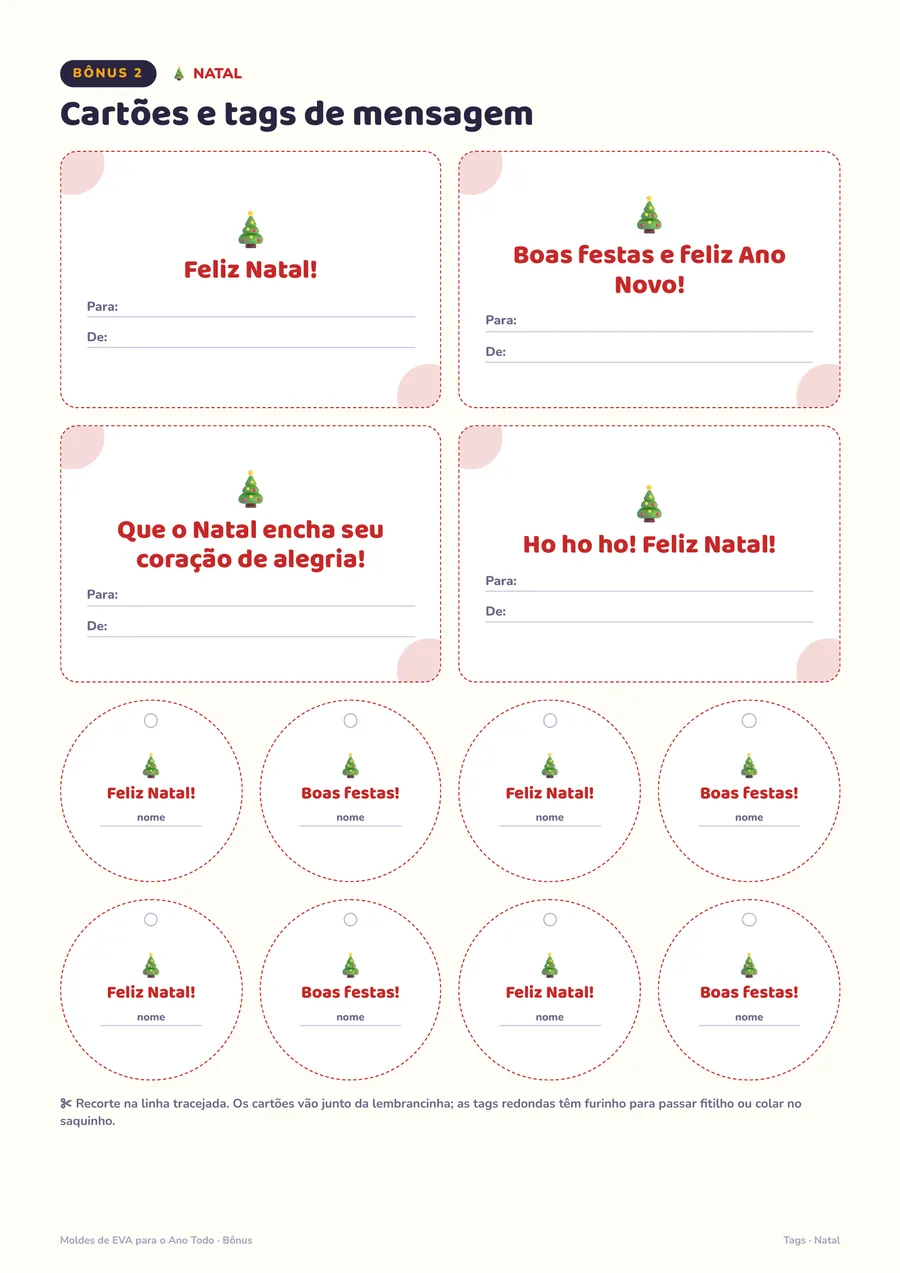 BÔNUS 2
NATAL
Cartões e tags de mensagem
Feliz Natal!
Para:
De:
Boas festas e feliz Ano
Novo!
Para:
De:
Que o Natal encha seu
coração de alegria!
Para:
De:
Ho ho ho! Feliz Natal!
Para:
De:
Feliz Natal!
nome
Boas festas!
nome
Feliz Natal!
nome
Boas festas!
nome
Feliz Natal!
nome
Boas festas!
nome
Feliz Natal!
nome
Boas festas!
nome
✂ Recorte na linha tracejada. Os cartões vão junto da lembrancinha; as tags redondas têm furinho para passar fitilho ou colar no
saquinho.
Moldes de EVA para o Ano Todo · Bônus
Tags · Natal